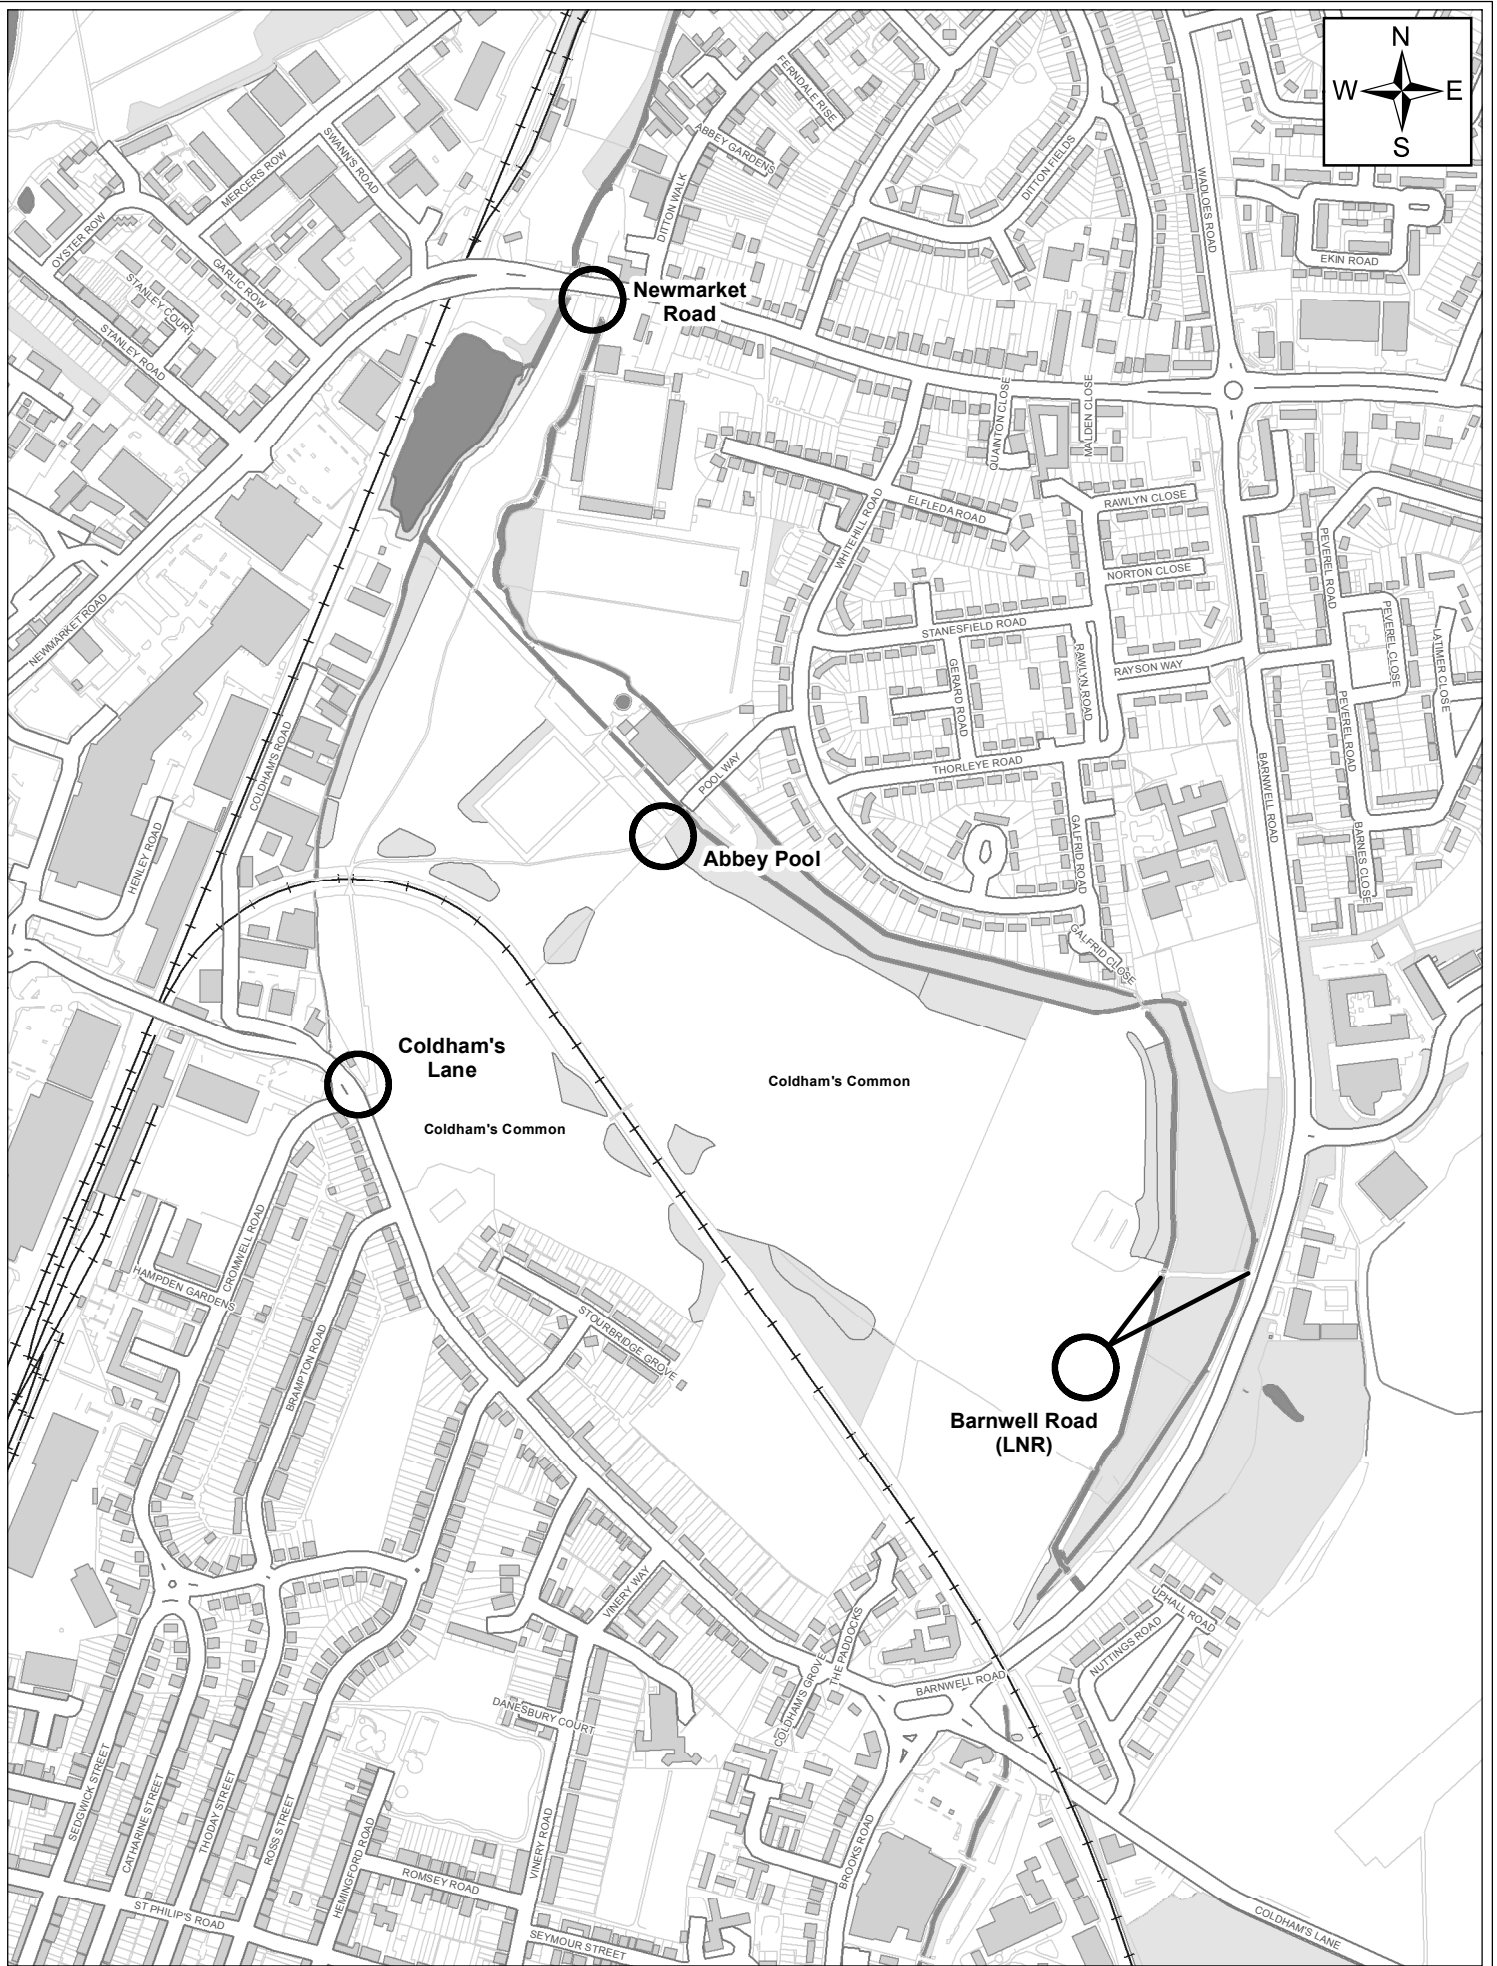 N
W E
S
FERNDALE RISE
ABBEY GARDENS
DITTON WALK
DITTON FIELDS
WADLOES ROAD
EKIN ROAD
SWANN'S ROAD
MERCERS ROW
OYSTER ROW
GARLIC ROW
STANLEY COURT
STANLEY ROAD
Newmarket
Road
QUAINTON CLOSE
MALDEN CLOSE
ELFLEDA ROAD
WHITEHILL ROAD
RAWLYN CLOSE
NORTON CLOSE
PEVEREL ROAD
PEVEREL CLOSE
LATIMER CLOSE
STANESFIELD ROAD
GERARD ROAD
RAWLYN ROAD
RAYSON WAY
PEVEREL ROAD
NEWMARKET ROAD
COLDHAM'S ROAD
POOL WAY
THORLEYE ROAD
BARNWELL ROAD
HENLEY ROAD
Abbey Pool
GALFRID ROAD
BARNES CLOSE
GALFRID CLOSE
Coldham's
Lane
Coldham's Common
Coldham's Common
CROMWELL ROAD
HAMPDEN GARDENS
BRAMPTON ROAD
STOURBRIDGE GROVE
Barnwell Road
(LNR)
VINERY WAY
THE PADDOCKS
COLDHAM'S GROVE
UPHALL ROAD
NUTTINGS ROAD
BARNWELL ROAD
DANESBURY COURT
SEDGWICK STREET
CATHARINE STREET
THODAY STREET
ROSS STREET
HEMINGFORD ROAD
VINERY ROAD
BROOKS ROAD
ROMSEY ROAD
ST PHILIP'S ROAD
SEYMOUR STREET
COLDHAM'S LANE